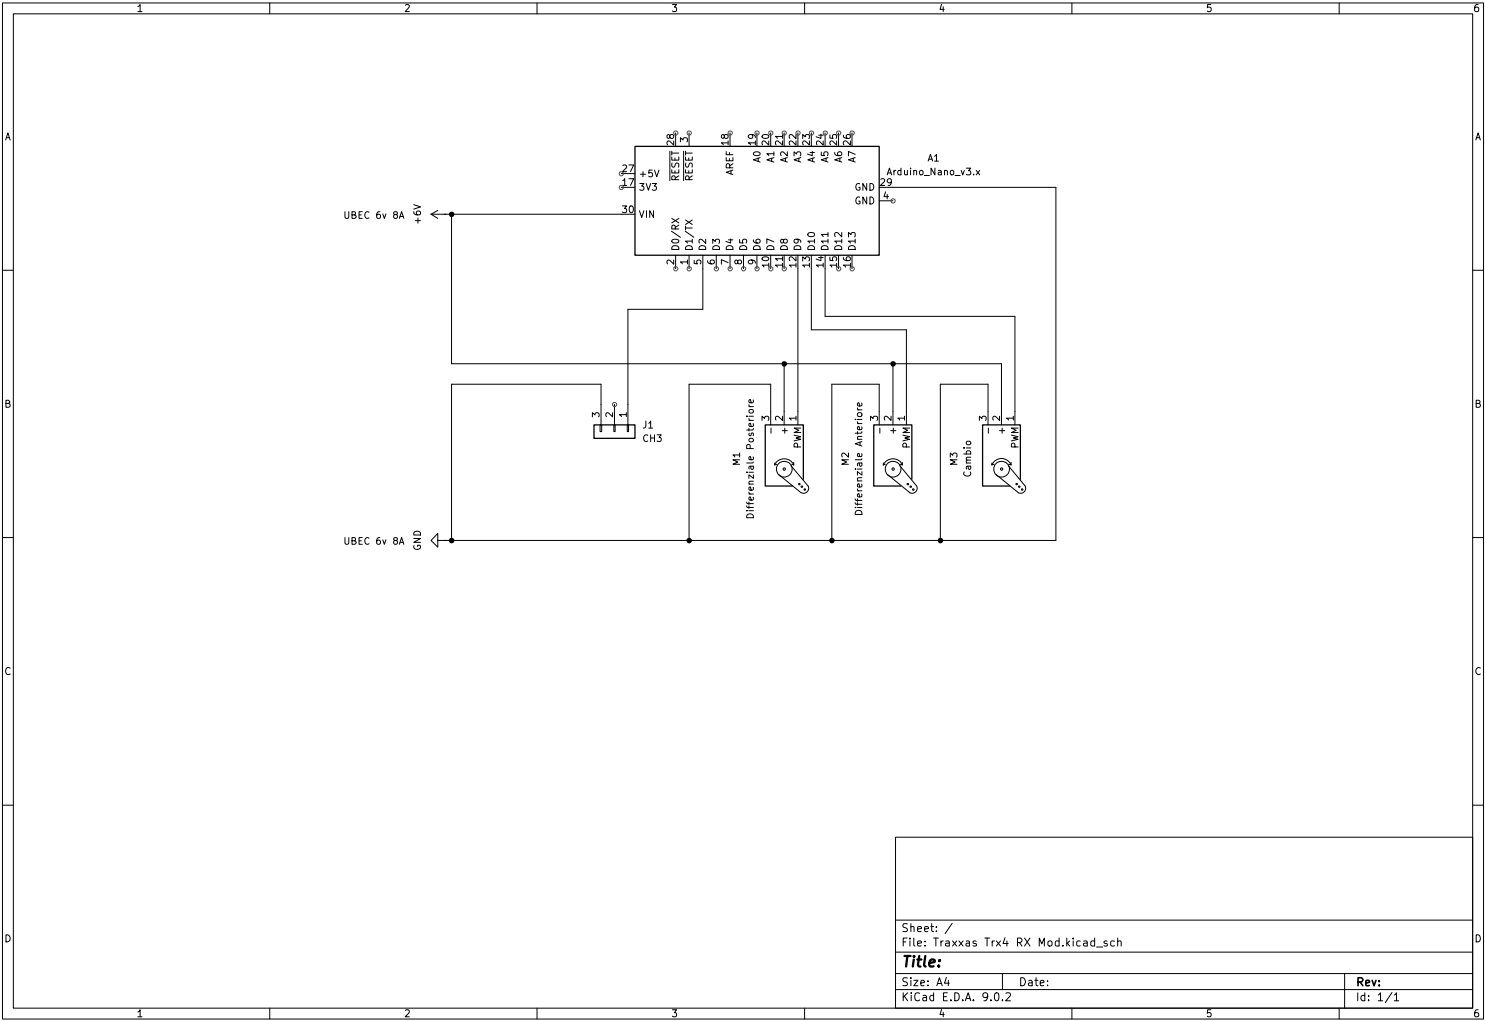 1 2 3 4 5 6
A A
28 3 18 19 20 21 22 23 24 25 26
RESET RESET AREF A0 A1 A2 A3 A4 A5 A6 A7
A1
Arduino_Nano_v3.x
27 +5V
17 3V3
GND 29
GND 4
UBEC 6v 8A +6V
30 VIN
D0/RX D1/TX D2 D3 D4 D5 D6 D7 D8 D9 D10 D11 D12 D13
2 1 5 6 7 8 9 10 11 12 13 14 15 16
B B
3 2 1
J1
CH3
3 2 1
- + PWM
M1
Differenziale Posteriore
3 2 1
- + PWM
M2
Differenziale Anteriore
3 2 1
- + PWM
M3
Cambio
UBEC 6v 8A GND
C C
D D
Sheet: /
File: Traxxas Trx4 RX Mod.kicad_sch
Title:
Size: A4 Date: Rev:
KiCad E.D.A. 9.0.2 Id: 1/1
1 2 3 4 5 6